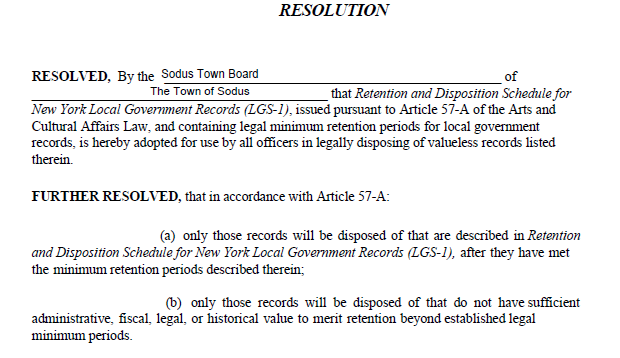 RESOLUTION
RESOLVED, By the Sodus Town Board of
The Town of Sodus that Retention and Disposition Schedule for
New York Local Government Records (LGS-1), issued pursuant to Article 57-A of the Arts and
Cultural Affairs Law, and containing legal minimum retention periods for local government
records, is hereby adopted for use by all officers in legally disposing of valueless records listed
therein.
FURTHER RESOLVED, that in accordance with Article 57-A:
(a) only those records will be disposed of that are described in Retention
and Disposition Schedule for New York Local Government Records (LGS-1), after they have met
the minimum retention periods described therein;
(b) only those records will be disposed of that do not have sufficient
administrative, fiscal, legal, or historical value to merit retention beyond established legal
minimum periods.